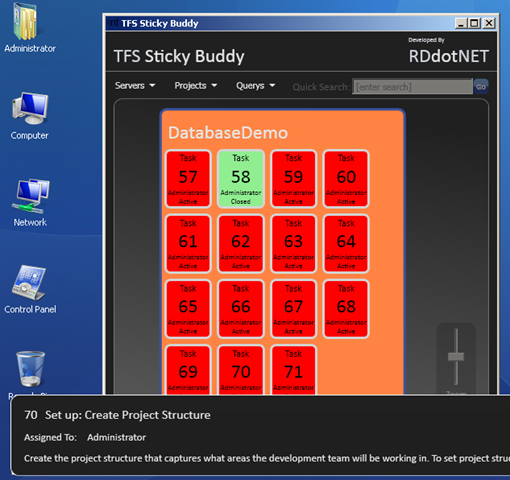 Administrator
Computer
Network
Control Panel
TFS Sticky Buddy
TFS Sticky Buddy
Developed By
RDdotNET
Servers Projects Querys Quick Search: [enter search] Go
DatabaseDemo
Task Task Task Task
57 58 59 60
Administrator Administrator Administrator Administrator
Active Closed Active Active
Task Task Task Task
61 62 63 64
Administrator Administrator Administrator Administrator
Active Active Active Active
Task Task Task Task
65 66 67 68
Administrator Administrator Administrator Administrator
Active Active Active Active
Task Task Task
69 70 71
70 Set up: Create Project Structure
Assigned To: Administrator
Create the project structure that captures what areas the development team will be working in. To set project struc